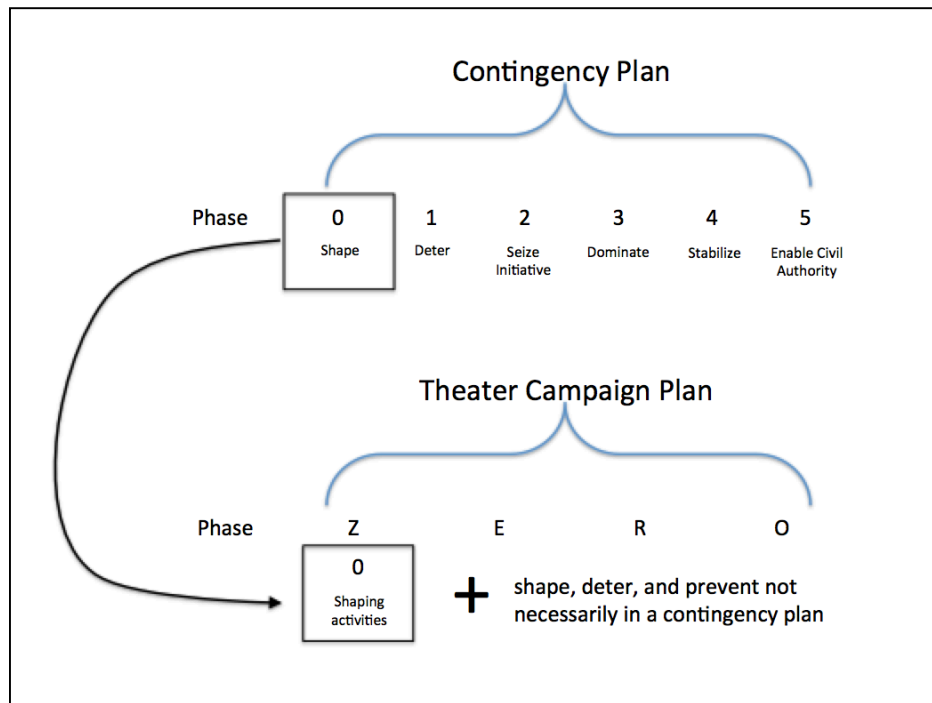 Contingency Plan
Phase 0 1 2 3 4 5
Shape Deter Seize Initiative Dominate Stabilize Enable Civil Authority
Theater Campaign Plan
Phase Z E R O
0
Shaping activities
+ shape, deter, and prevent not
necessarily in a contingency plan